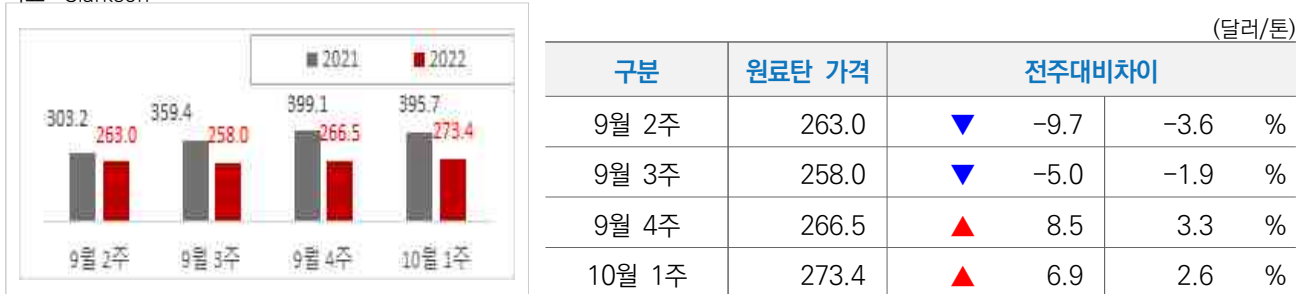 ■ 2021 ■ 2022
303.2 263.0 359.4 258.0 399.1 266.5 395.7 273.4
9월 2주 9월 3주 9월 4주 10월 1주
(달러/톤)
구분 원료탄 가격 전주대비차이
9월 2주 263.0 ▼ -9.7 -3.6 %
9월 3주 258.0 ▼ -5.0 -1.9 %
9월 4주 266.5 ▲ 8.5 3.3 %
10월 1주 273.4 ▲ 6.9 2.6 %